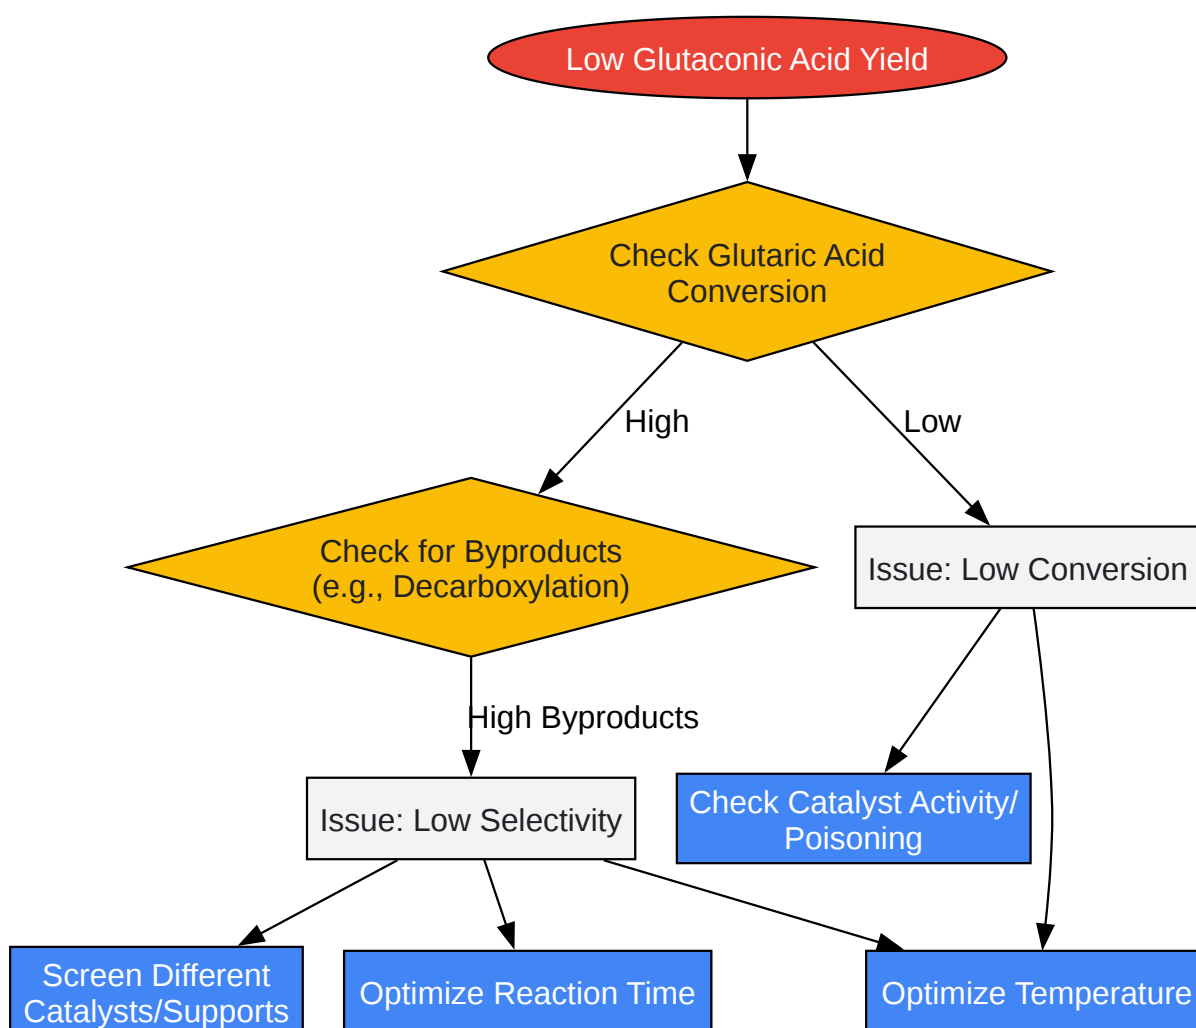 Low Glutaconic Acid Yield
Check Glutaric Acid
Conversion
High
Low
Check for Byproducts
(e.g., Decarboxylation)
Issue: Low Conversion
High Byproducts
Issue: Low Selectivity
Check Catalyst Activity/
Poisoning
Screen Different
Catalysts/Supports
Optimize Reaction Time
Optimize Temperature